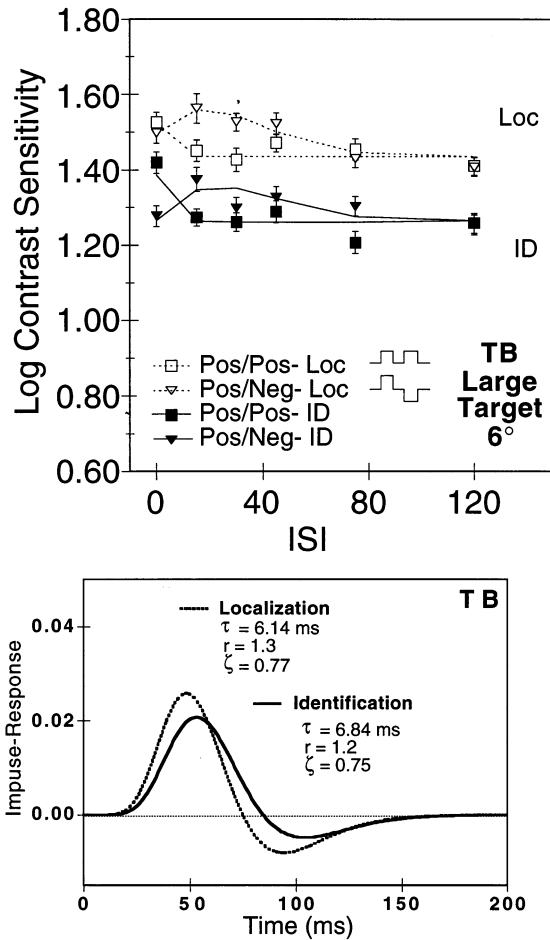 1.80
1.60
1.40
1.20
1.00
0.80
0.60
Log Contrast Sensitivity
Loc
ID
Pos/Pos- Loc
Pos/Neg- Loc
Pos/Pos- ID
Pos/Neg- ID
TB
Large
Target
6°
0 40 80 120
ISI
TB
Localization
τ = 6.14 ms
r = 1.3
ζ = 0.77
Identification
τ = 6.84 ms
r = 1.2
ζ = 0.75
0.04
0.02
0.00
Impuse-Response
0 50 100 150 200
Time (ms)